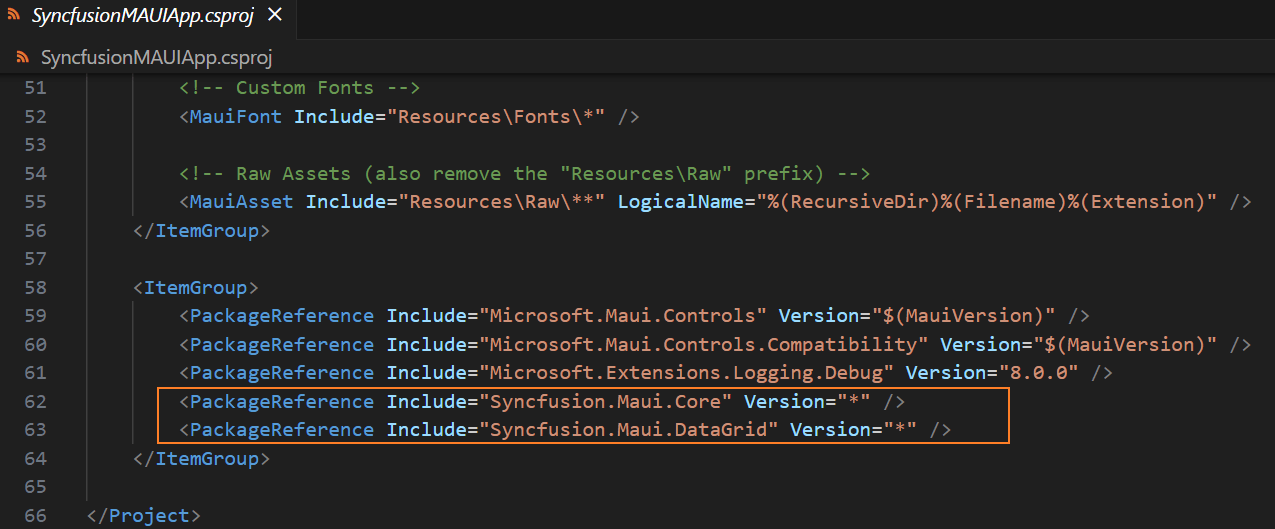 SyncfusionMAUIApp.csproj ×
SyncfusionMAUIApp.csproj
51 <!-- Custom Fonts -->
52 <MauiFont Include="Resources\Fonts\*" />
53
54 <!-- Raw Assets (also remove the "Resources\Raw" prefix) -->
55 <MauiAsset Include="Resources\Raw\**" LogicalName="%(RecursiveDir)%(Filename)%(Extension)" />
56 </ItemGroup>
57
58 <ItemGroup>
59 <PackageReference Include="Microsoft.Maui.Controls" Version="$(MauiVersion)" />
60 <PackageReference Include="Microsoft.Maui.Controls.Compatibility" Version="$(MauiVersion)" />
61 <PackageReference Include="Microsoft.Extensions.Logging.Debug" Version="8.0.0" />
62 <PackageReference Include="Syncfusion.Maui.Core" Version="*" />
63 <PackageReference Include="Syncfusion.Maui.DataGrid" Version="*" />
64 </ItemGroup>
65
66 </Project>